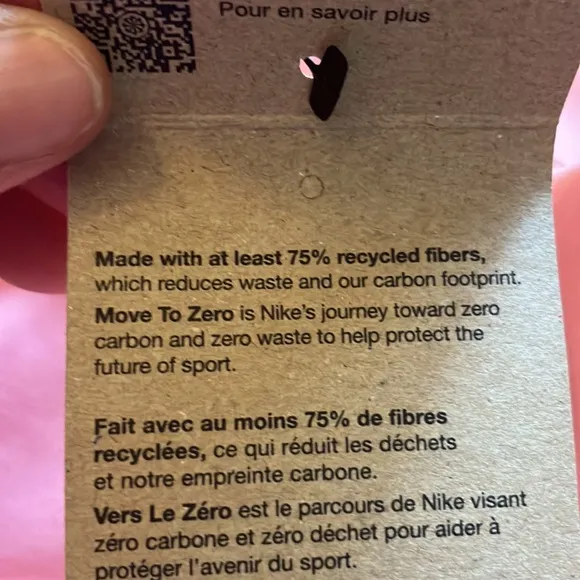 Pour en savoir plus
Made with at least 75% recycled fibers,
which reduces waste and our carbon footprint.
Move To Zero is Nike's journey toward zero
carbon and zero waste to help protect the
future of sport.
Fait avec au moins 75% de fibres
recyclées, ce qui réduit les déchets
et notre empreinte carbone.
Vers Le Zéro est le parcours de Nike visant
zéro carbone et zéro déchet pour aider à
protéger l'avenir du sport.